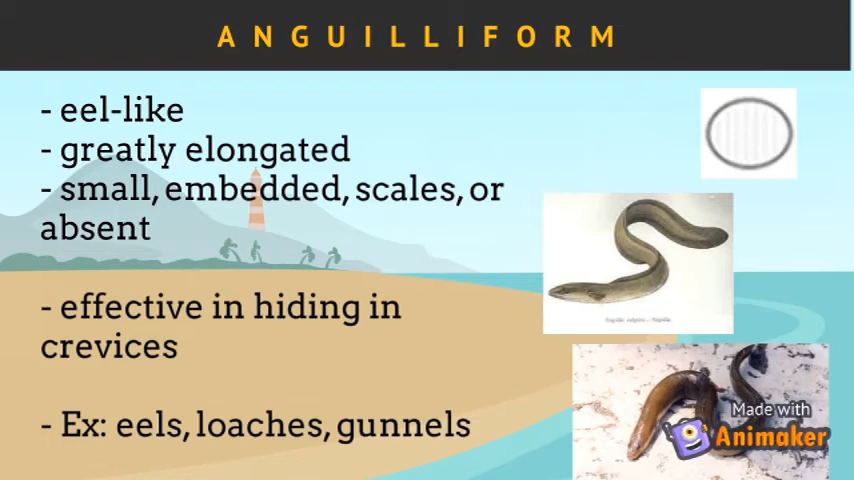 ANGUILLIFORM
- eel-like
- greatly elongated
- small, embedded, scales, or
absent
- effective in hiding in
crevices
- Ex: eels, loaches, gunnels
Made with
Animaker